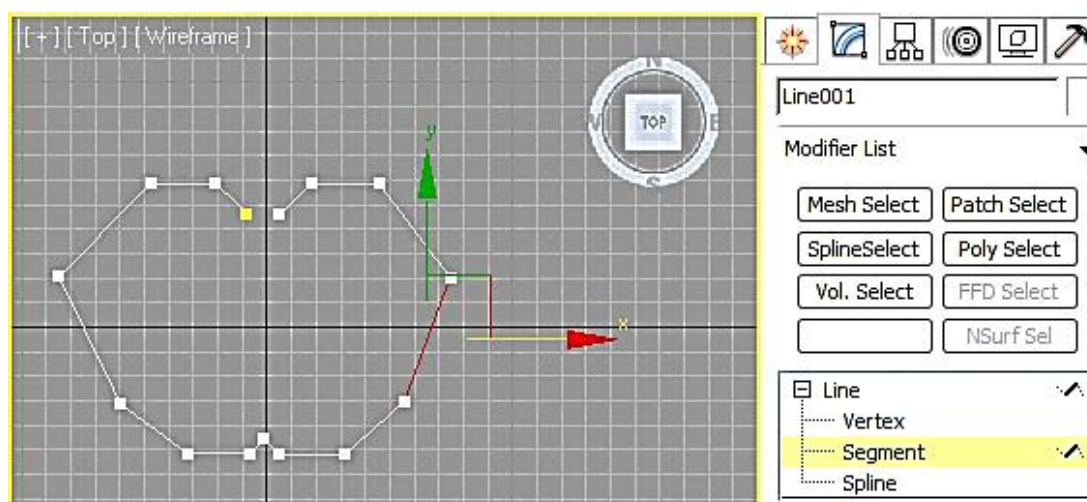 [ + ] [ Top ] [ Wireframe ]
N
TOP
E
S
y
x
Line001
Modifier List
Mesh Select
Patch Select
SplineSelect
Poly Select
Vol. Select
FFD Select
NSurf Sel
Line
Vertex
Segment
Spline